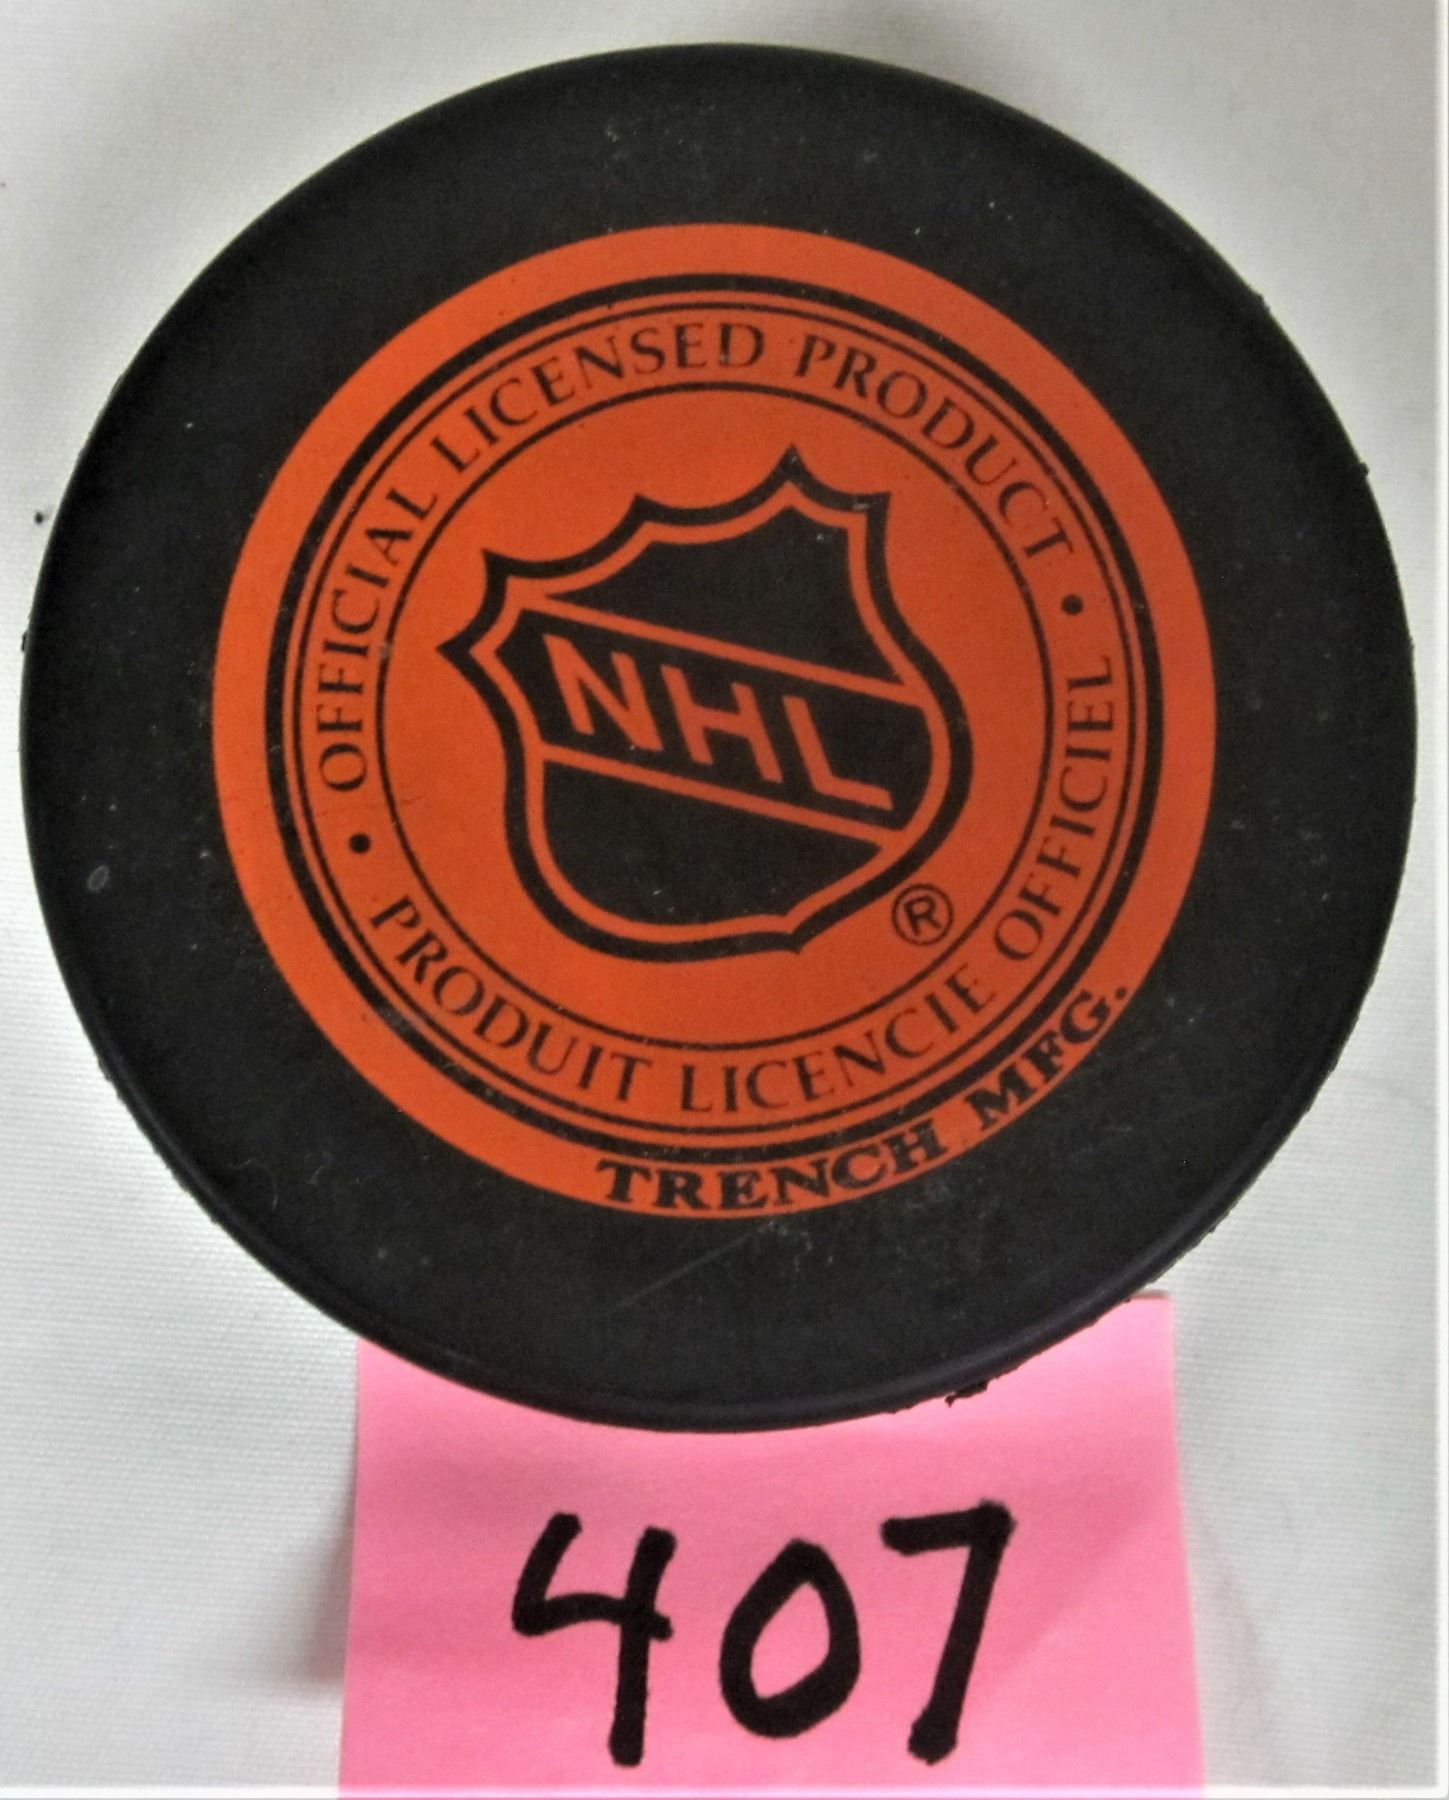 OFFICIAL LICENSED PRODUCT •
PRODUIT LICENCIE OFFICIEL •
NHL
®
TRENCH MFG.
407